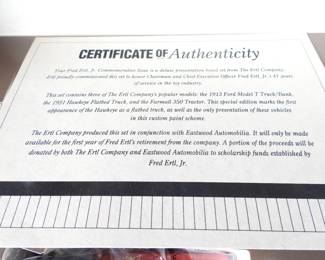 CERTIFICATE OF Authenticity
Your Fred Ertl, Jr. Commemorative Issue is a deluxe presentation boxed set from The Ertl Company.
Ertl proudly commissioned this set to honor Chairman and Chief Executive Officer Fred Ertl, Jr.'s 47 years
of service in the toy industry.
This set contains three of The Ertl Company's popular models: the 1913 Ford Model T Truck/Bank,
the 1931 Hawkeye Flatbed Truck, and the Farmall 350 Tractor. This special edition marks the first
appearance of the Hawkeye as a flatbed truck, as well as the only presentation of these vehicles
in this custom paint scheme.
The Ertl Company produced this set in conjunction with Eastwood Automobilia. It will only be made
available for the first year of Fred Ertl's retirement from the company. A portion of the proceeds will be
donated by both The Ertl Company and Eastwood Automobilia to scholarship funds established by
Fred Ertl, Jr.